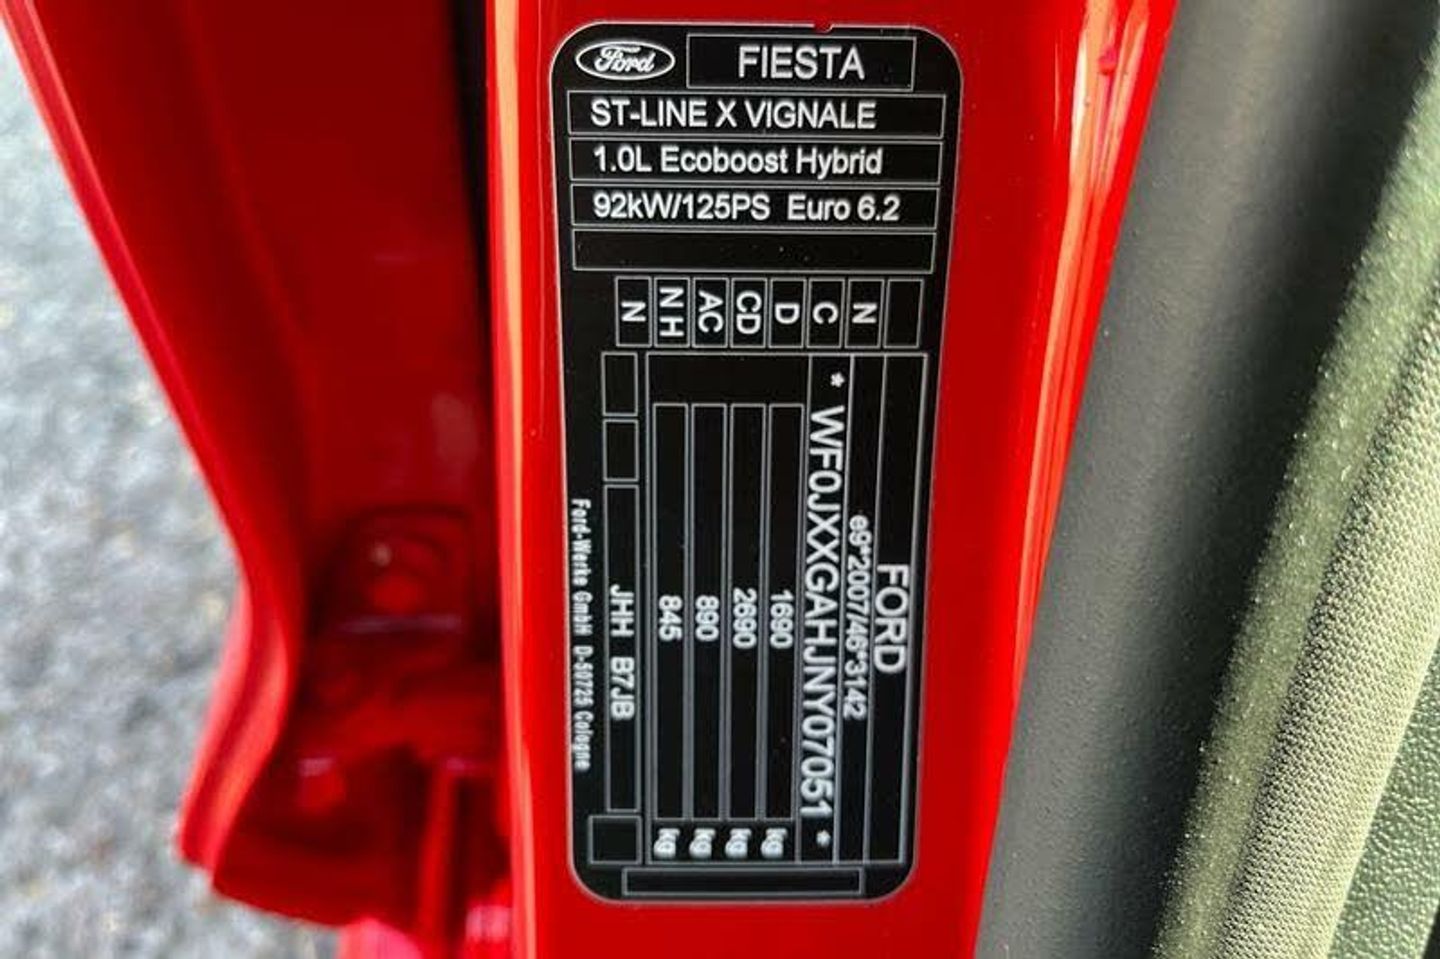 Ford
FIESTA
ST-LINE X VIGNALE
1.0L Ecoboost Hybrid
92kW/125PS Euro 6.2
FORD
N
e9*2007/46*3142
C
* WF0JXXGAHJNY07051 *
D
1690 kg
CD
2690 kg
AC
890 kg
N H
845 kg
N
JHH B7JB
Ford-Werke GmbH D-50725 Cologne